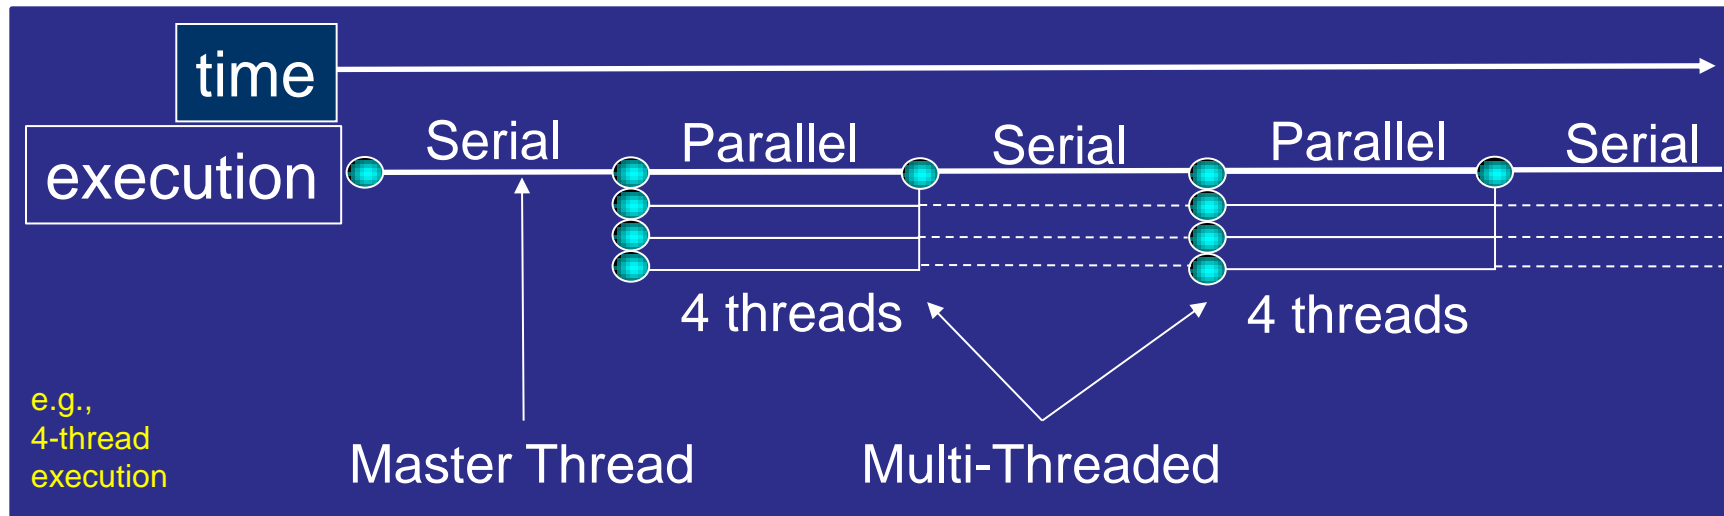 time
execution
Serial
Parallel
Serial
Parallel
Serial
4 threads
4 threads
e.g.,
4-thread
execution
Master Thread
Multi-Threaded